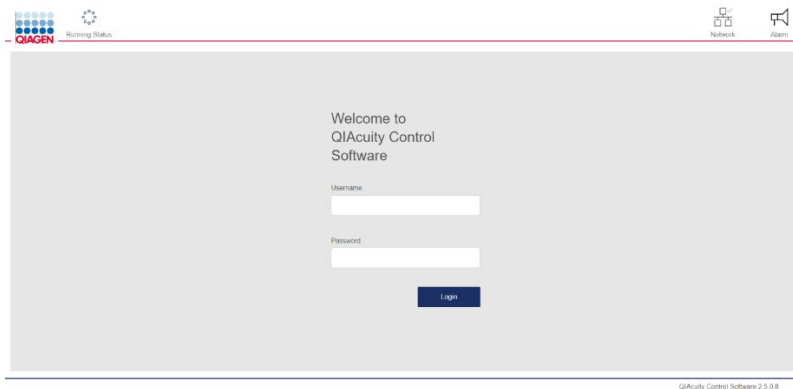 QIAGEN
Running Status
Network
Alarm
Welcome to
QIAcuity Control
Software
Username
Password
Login
QIAcuity Control Software 2.5.0.8